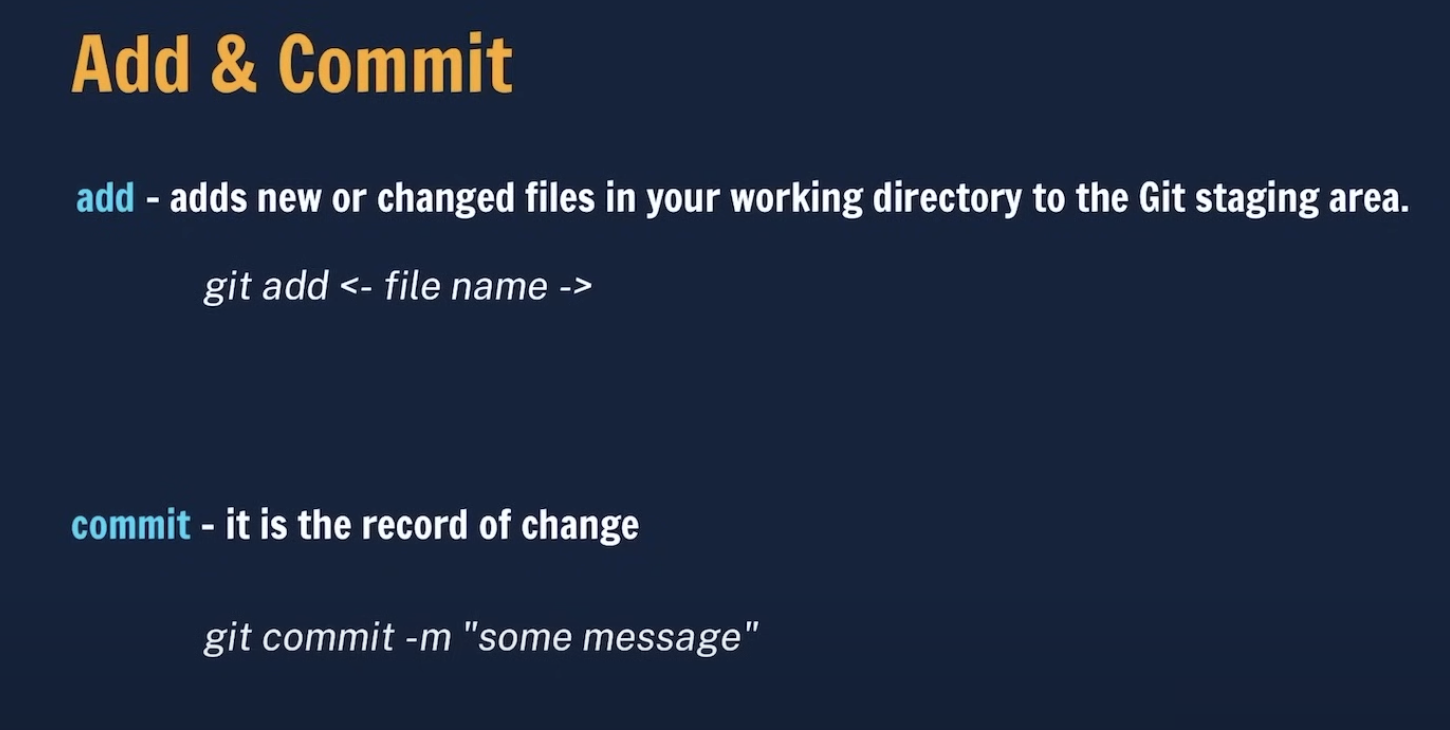 Add & Commit
add - adds new or changed files in your working directory to the Git staging area.
git add <- file name ->
commit - it is the record of change
git commit -m "some message"